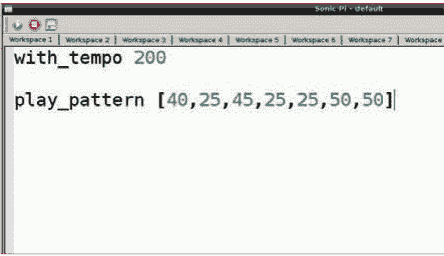 Sonic Pi - default
Workspace 1 Workspace 2 Workspace 3 Workspace 4 Workspace 5 Workspace 6 Workspace 7 Workspace
with_tempo 200
play_pattern [40,25,45,25,25,50,50]